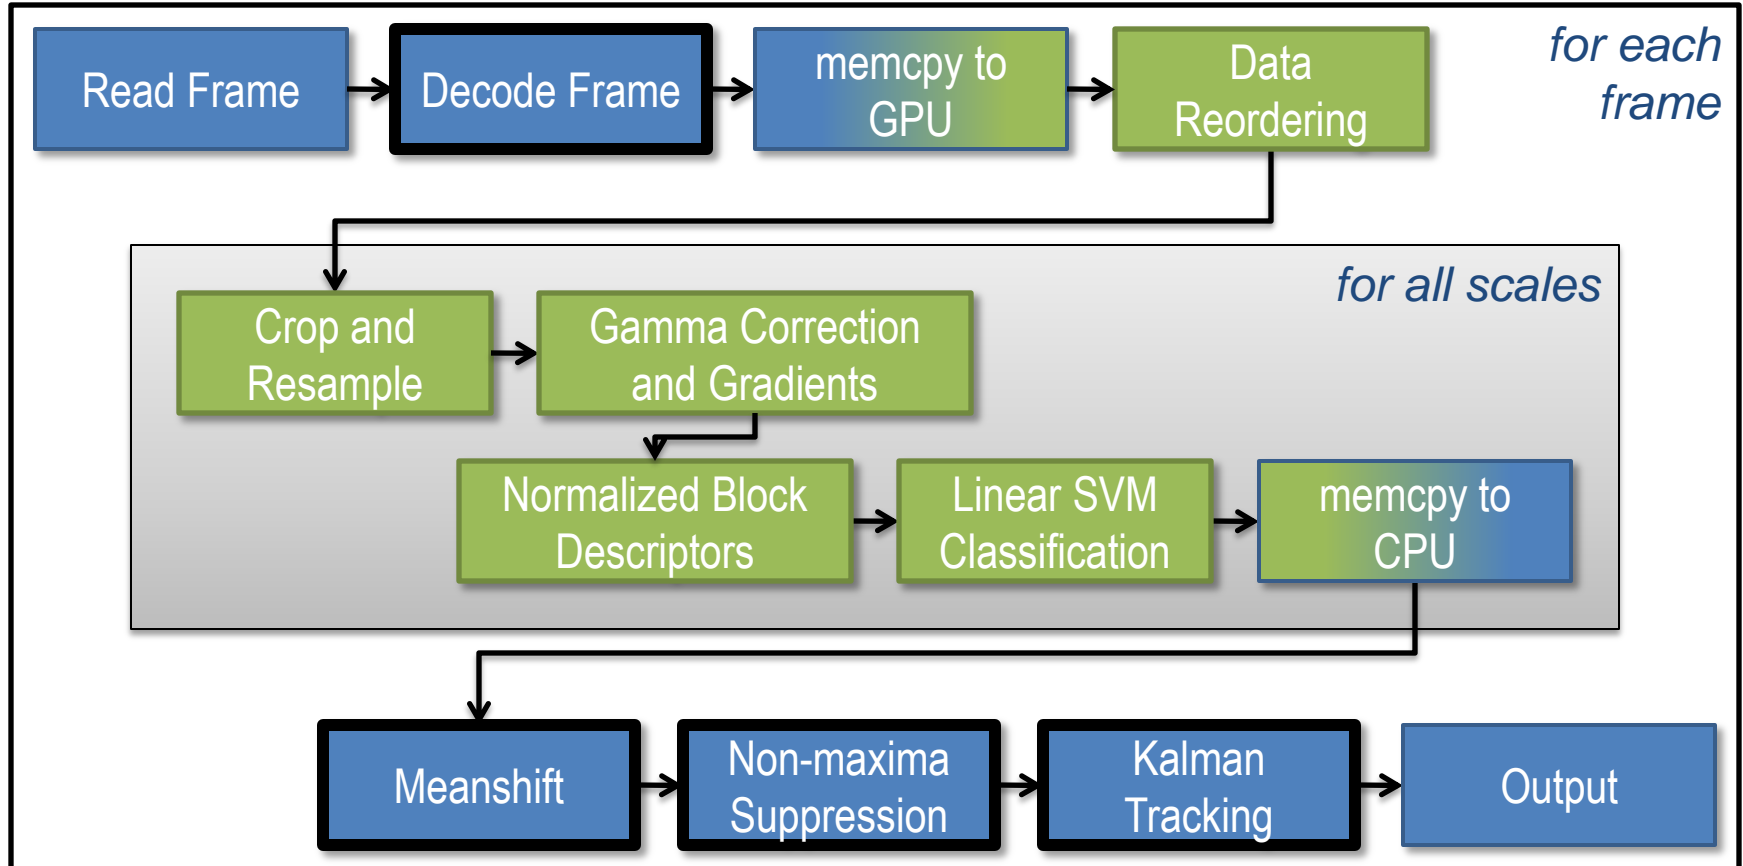 Read Frame
Decode Frame
memcpy to
GPU
Data
Reordering
for each
frame
for all scales
Crop and
Resample
Gamma Correction
and Gradients
Normalized Block
Descriptors
Linear SVM
Classification
memcpy to
CPU
Meanshift
Non-maxima
Suppression
Kalman
Tracking
Output